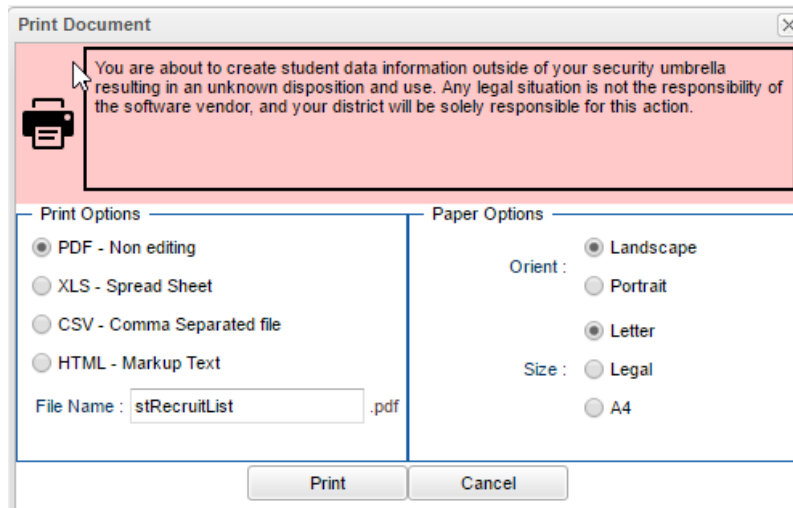 Print Document
You are about to create student data information outside of your security umbrella
resulting in an unknown disposition and use. Any legal situation is not the responsibility of
the software vendor, and your district will be solely responsible for this action.
Print Options
PDF - Non editing
XLS - Spread Sheet
CSV - Comma Separated file
HTML - Markup Text
File Name : stRecruitList .pdf
Paper Options
Orient :
Landscape
Portrait
Size :
Letter
Legal
A4
Print Cancel